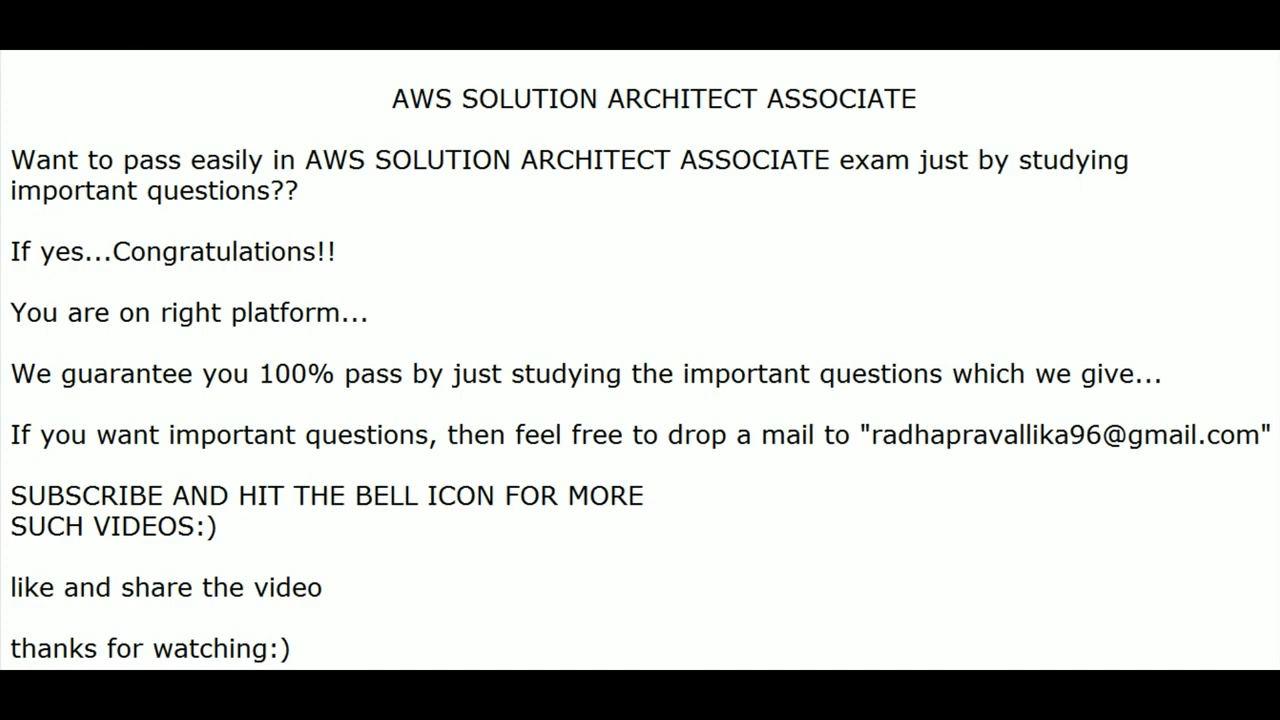 AWS SOLUTION ARCHITECT ASSOCIATE
Want to pass easily in AWS SOLUTION ARCHITECT ASSOCIATE exam just by studying
important questions??
If yes...Congratulations!!
You are on right platform...
We guarantee you 100% pass by just studying the important questions which we give...
If you want important questions, then feel free to drop a mail to "radhapravallika96@gmail.com"
SUBSCRIBE AND HIT THE BELL ICON FOR MORE
SUCH VIDEOS:)
like and share the video
thanks for watching:)